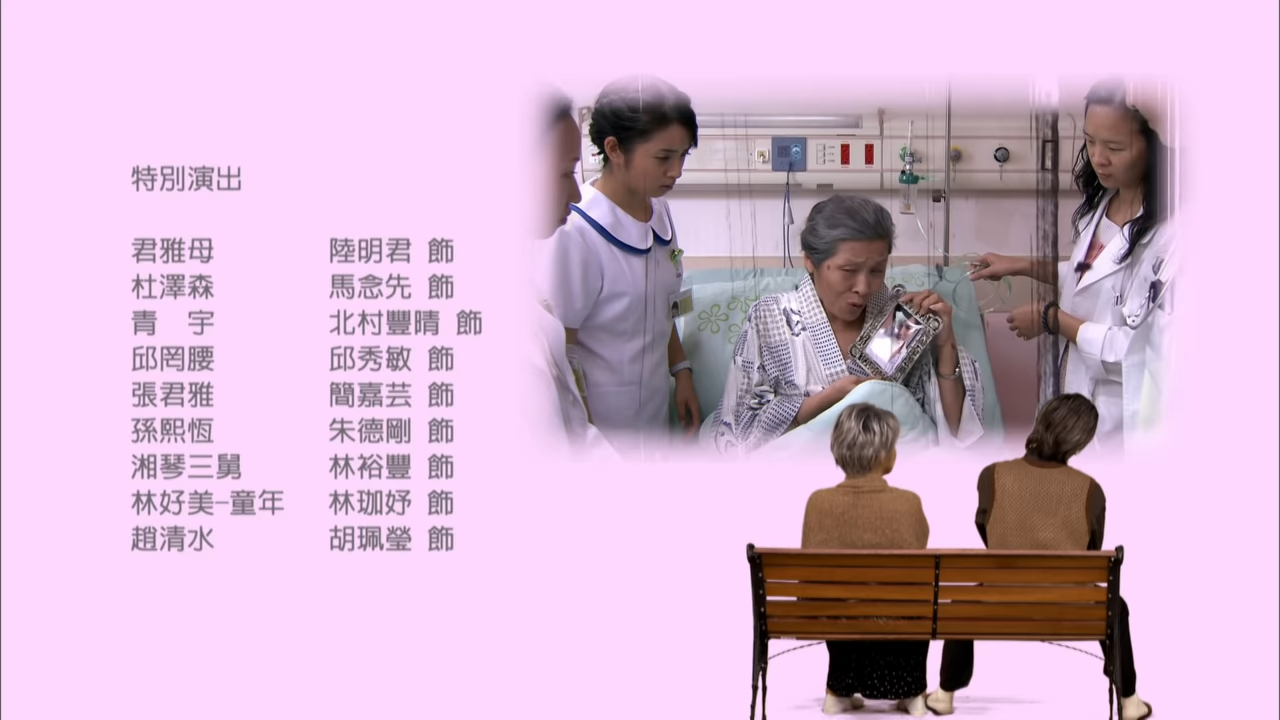 特別演出
君雅母 陸明君 飾
杜澤森 馬念先 飾
青　宇 北村豐晴 飾
邱罔腰 邱秀敏 飾
張君雅 簡嘉芸 飾
孫熙恆 朱德剛 飾
湘琴三舅 林裕豐 飾
林好美-童年 林珈妤 飾
趙清水 胡珮瑩 飾